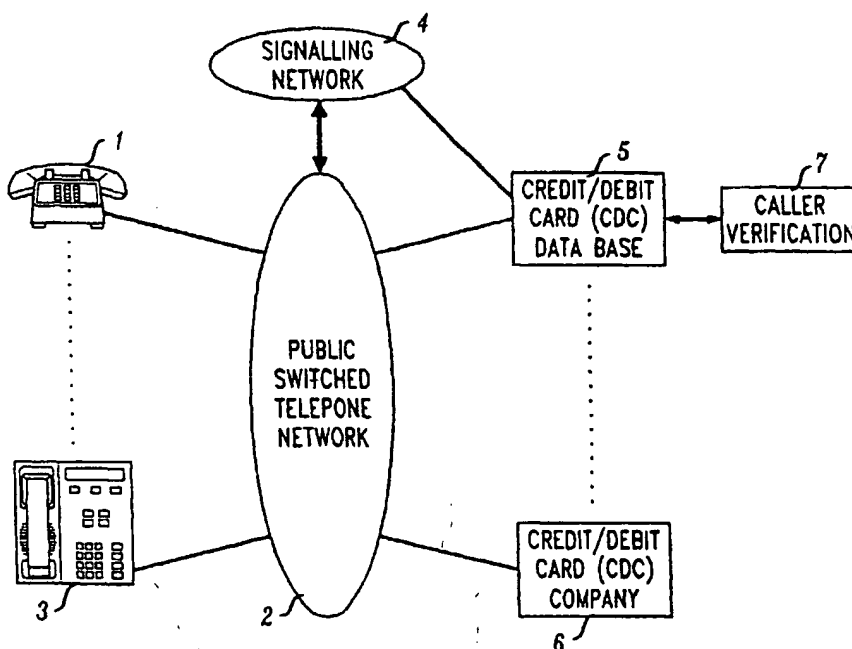 4
SIGNALLING
NETWORK
1
5
CREDIT/DEBIT
CARD (CDC)
DATA BASE
7
CALLER
VERIFICATION
PUBLIC
SWITCHED
TELEPONE
NETWORK
3
2
CREDIT/DEBIT
CARD (CDC)
COMPANY
6